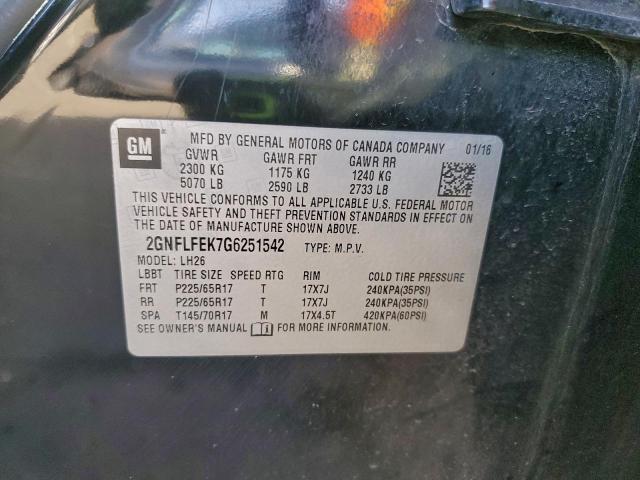 GM
MFD BY GENERAL MOTORS OF CANADA COMPANY 01/16
GVWR GAWR FRT GAWR RR
2300 KG 1175 KG 1240 KG
5070 LB 2590 LB 2733 LB
THIS VEHICLE CONFORMS TO ALL APPLICABLE U.S. FEDERAL MOTOR
VEHICLE SAFETY AND THEFT PREVENTION STANDARDS IN EFFECT ON
THE DATE OF MANUFACTURE SHOWN ABOVE.
2GNFLFEK7G6251542 TYPE: M.P.V.
MODEL: LH26
LBBT TIRE SIZE SPEED RTG RIM COLD TIRE PRESSURE
FRT P225/65R17 T 17X7J 240KPA(35PSI)
RR P225/65R17 T 17X7J 240KPA(35PSI)
SPA T145/70R17 M 17X4.5T 420KPA(60PSI)
SEE OWNER'S MANUAL FOR MORE INFORMATION.